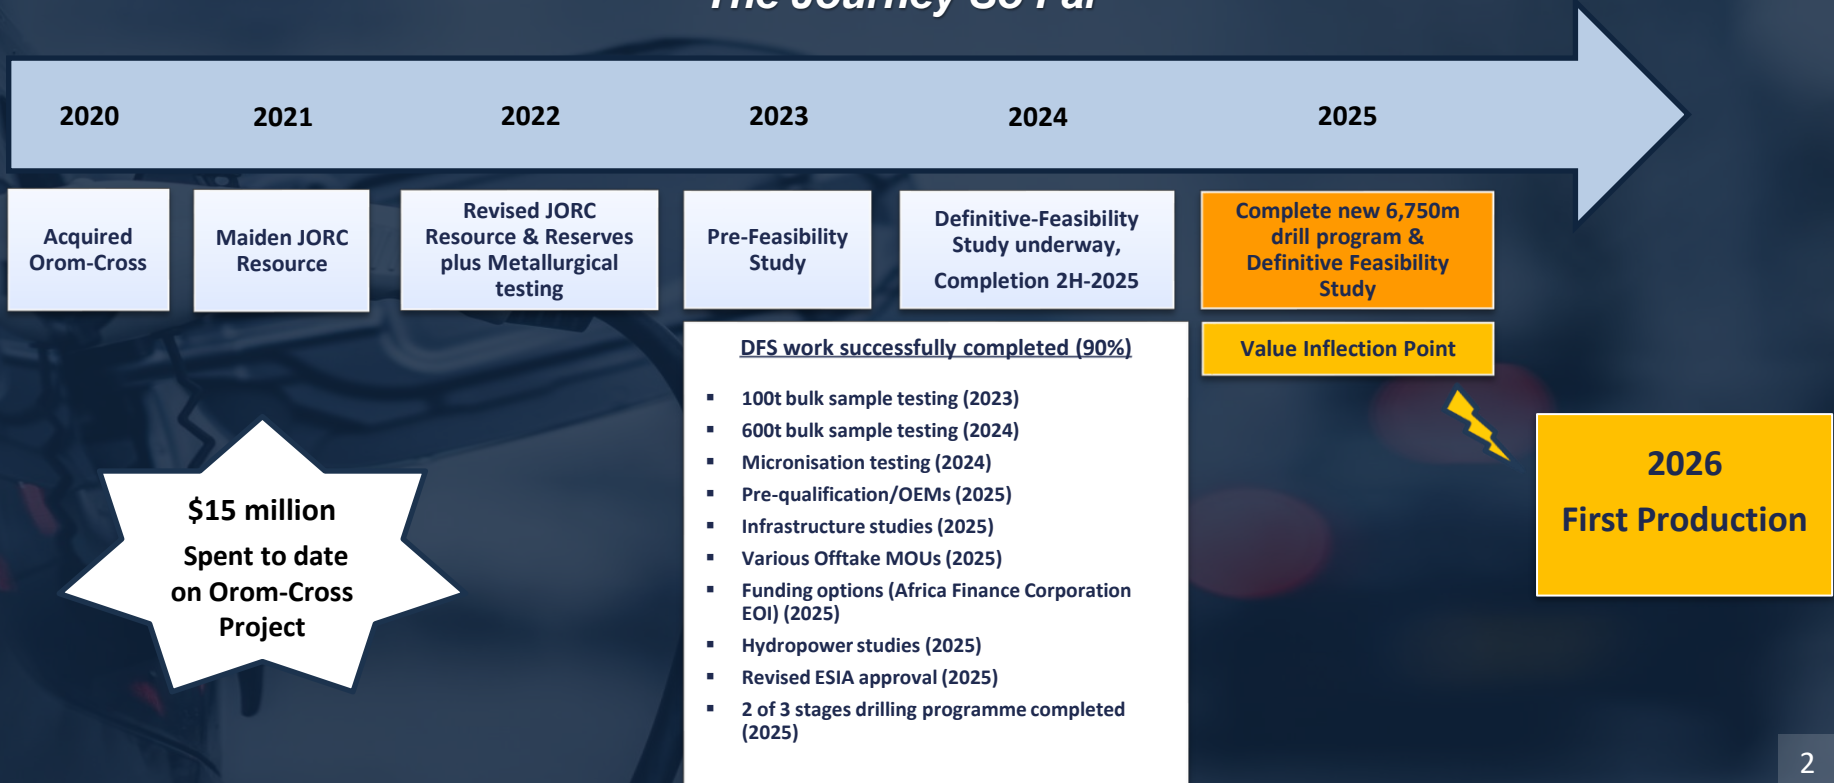 The Journey So Far
2020
2021
2022
2023
2024
2025
Acquired
Orom-Cross
Maiden JORC
Resource
Revised JORC
Resource & Reserves
plus Metallurgical
testing
Pre-Feasibility
Study
Definitive-Feasibility
Study underway,
Completion 2H-2025
Complete new 6,750m
drill program &
Definitive Feasibility
Study
Value Inflection Point
DFS work successfully completed (90%)
▪ 100t bulk sample testing (2023)
▪ 600t bulk sample testing (2024)
▪ Micronisation testing (2024)
▪ Pre-qualification/OEMs (2025)
▪ Infrastructure studies (2025)
▪ Various Offtake MOUs (2025)
▪ Funding options (Africa Finance Corporation
EOI) (2025)
▪ Hydropower studies (2025)
▪ Revised ESIA approval (2025)
▪ 2 of 3 stages drilling programme completed
(2025)
$15 million
Spent to date
on Orom-Cross
Project
2026
First Production
2